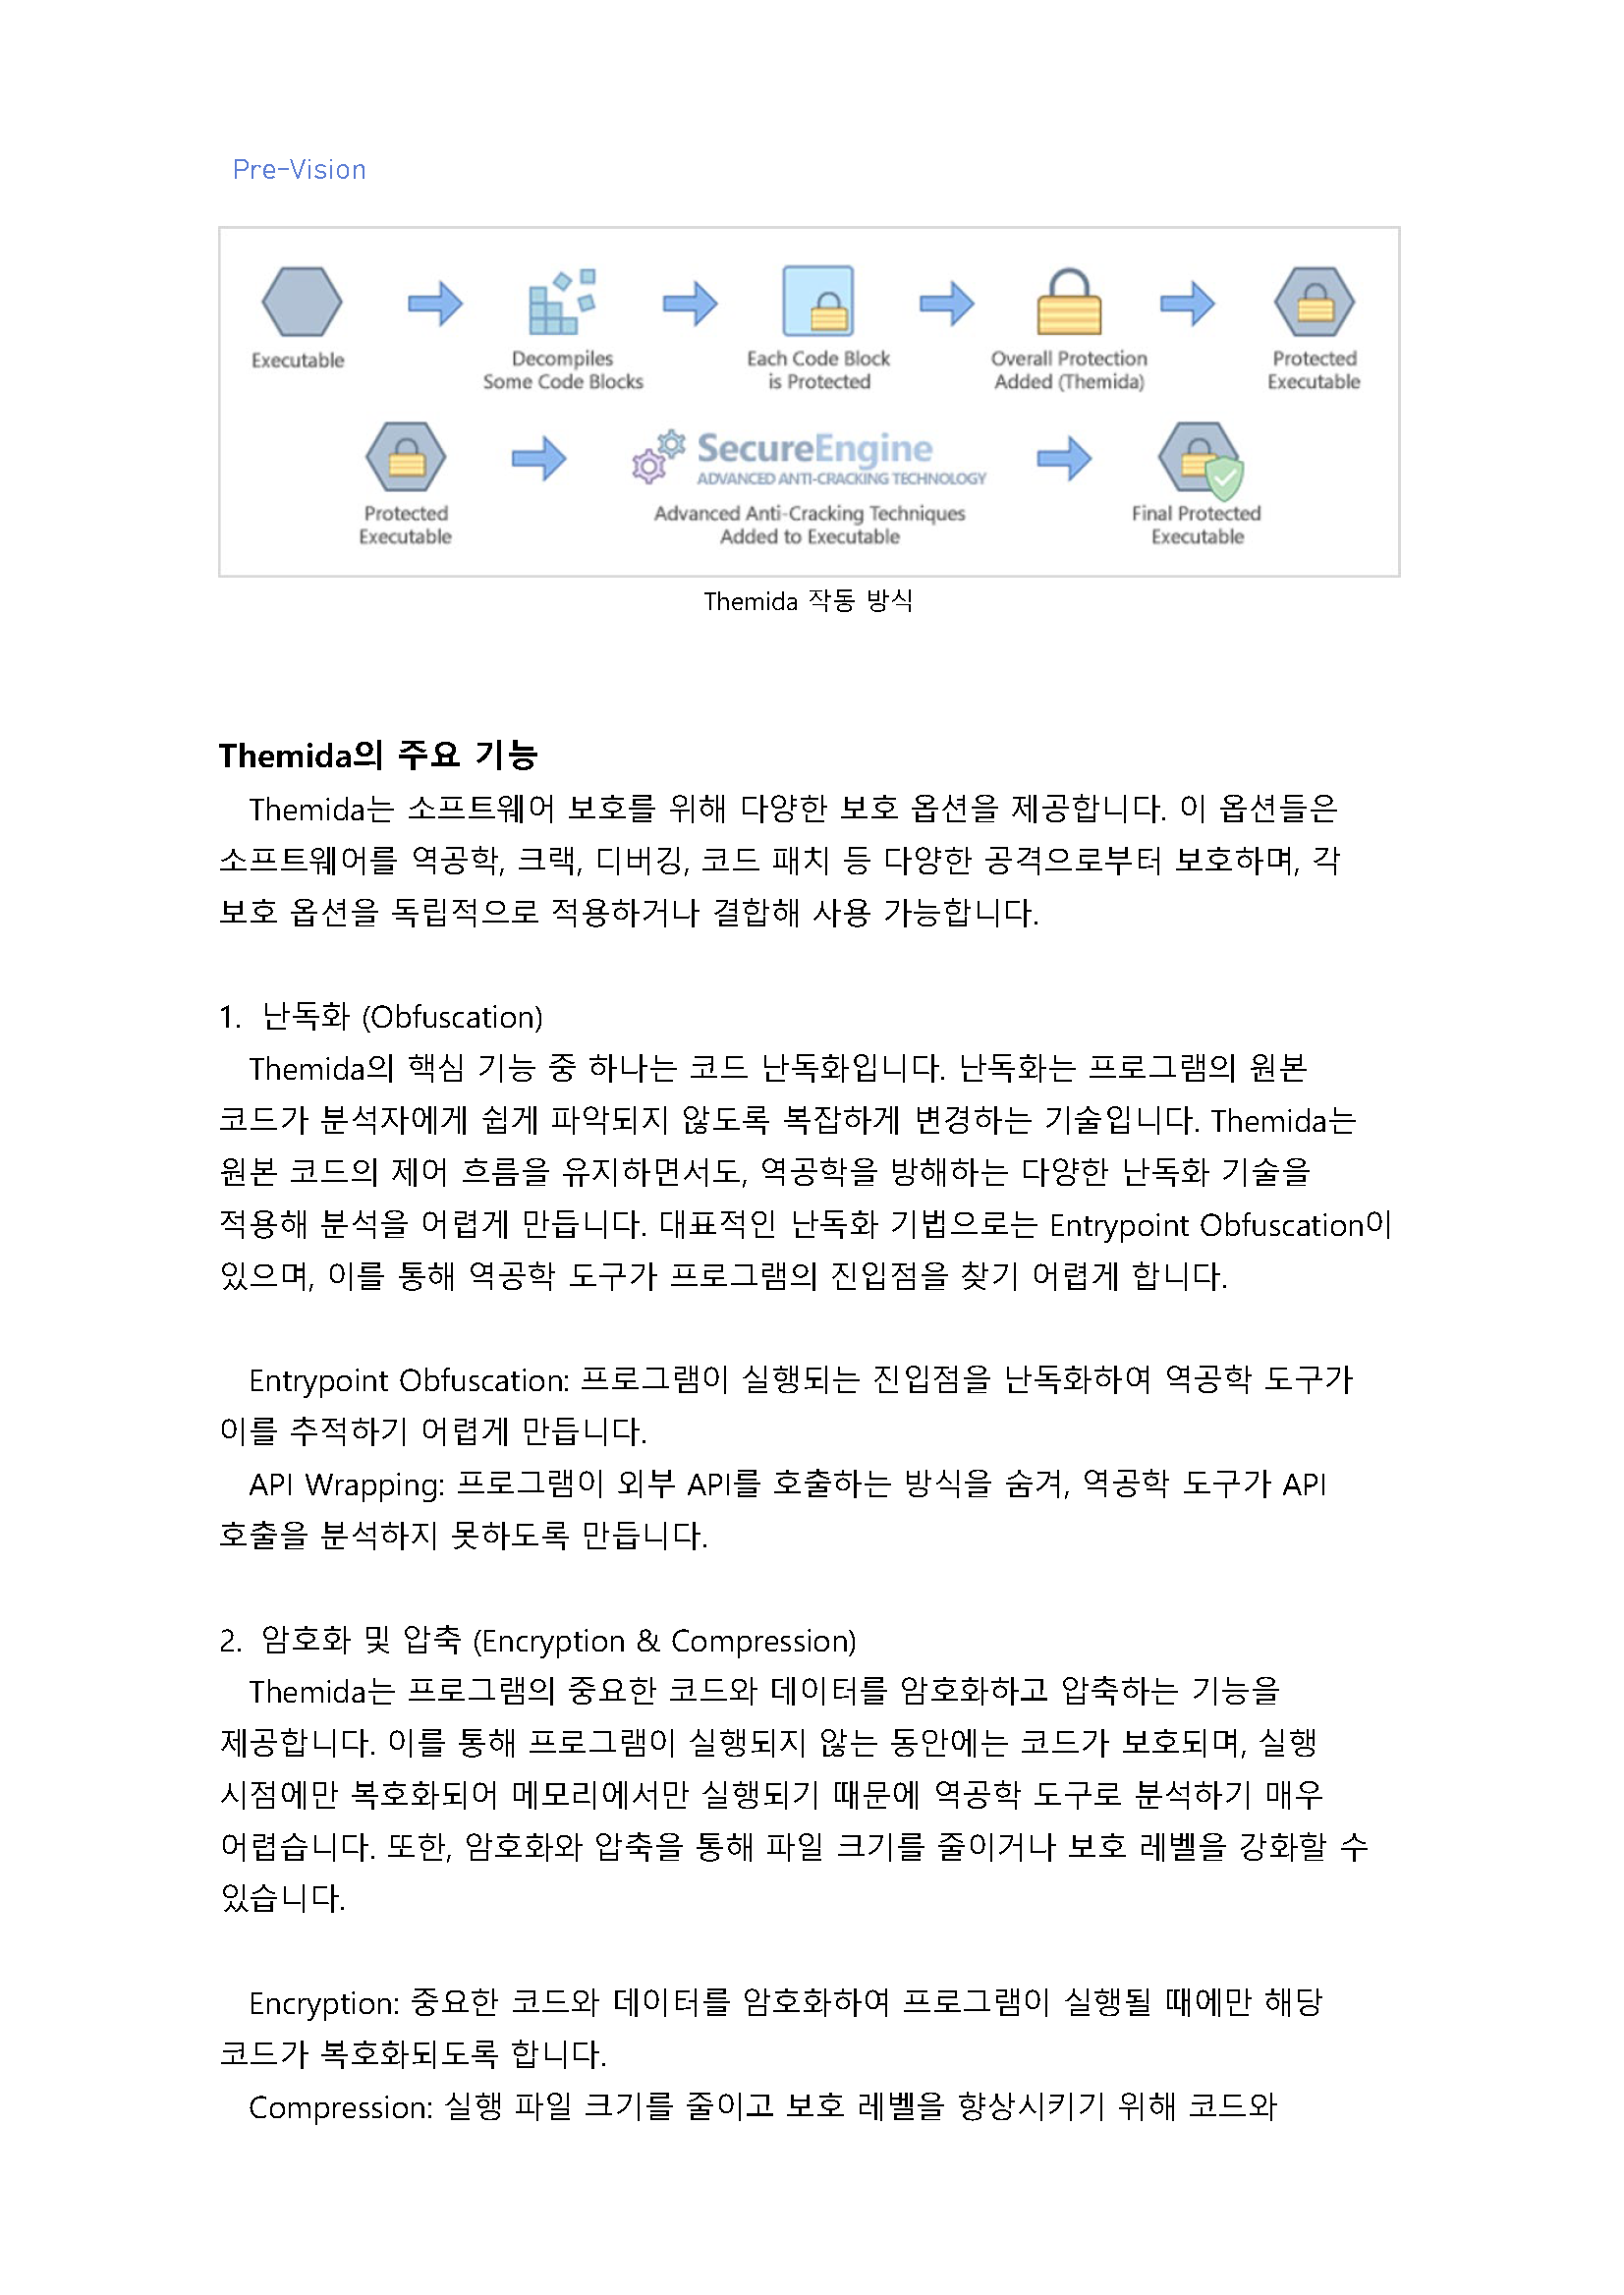 Pre-Vision
Executable
Decompiles
Some Code Blocks
Each Code Block
is Protected
Overall Protection
Added (Themida)
Protected
Executable
Protected
Executable
SecureEngine
ADVANCED ANTI-CRACKING TECHNOLOGY
Advanced Anti-Cracking Techniques
Added to Executable
Final Protected
Executable
Themida 작동 방식
Themida의 주요 기능
Themida는 소프트웨어 보호를 위해 다양한 보호 옵션을 제공합니다. 이 옵션들은
소프트웨어를 역공학, 크랙, 디버깅, 코드 패치 등 다양한 공격으로부터 보호하며, 각
보호 옵션을 독립적으로 적용하거나 결합해 사용 가능합니다.
1. 난독화 (Obfuscation)
Themida의 핵심 기능 중 하나는 코드 난독화입니다. 난독화는 프로그램의 원본
코드가 분석자에게 쉽게 파악되지 않도록 복잡하게 변경하는 기술입니다. Themida는
원본 코드의 제어 흐름을 유지하면서도, 역공학을 방해하는 다양한 난독화 기술을
적용해 분석을 어렵게 만듭니다. 대표적인 난독화 기법으로는 Entrypoint Obfuscation이
있으며, 이를 통해 역공학 도구가 프로그램의 진입점을 찾기 어렵게 합니다.
Entrypoint Obfuscation: 프로그램이 실행되는 진입점을 난독화하여 역공학 도구가
이를 추적하기 어렵게 만듭니다.
API Wrapping: 프로그램이 외부 API를 호출하는 방식을 숨겨, 역공학 도구가 API
호출을 분석하지 못하도록 만듭니다.
2. 암호화 및 압축 (Encryption & Compression)
Themida는 프로그램의 중요한 코드와 데이터를 암호화하고 압축하는 기능을
제공합니다. 이를 통해 프로그램이 실행되지 않는 동안에는 코드가 보호되며, 실행
시점에만 복호화되어 메모리에서만 실행되기 때문에 역공학 도구로 분석하기 매우
어렵습니다. 또한, 암호화와 압축을 통해 파일 크기를 줄이거나 보호 레벨을 강화할 수
있습니다.
Encryption: 중요한 코드와 데이터를 암호화하여 프로그램이 실행될 때에만 해당
코드가 복호화되도록 합니다.
Compression: 실행 파일 크기를 줄이고 보호 레벨을 향상시키기 위해 코드와